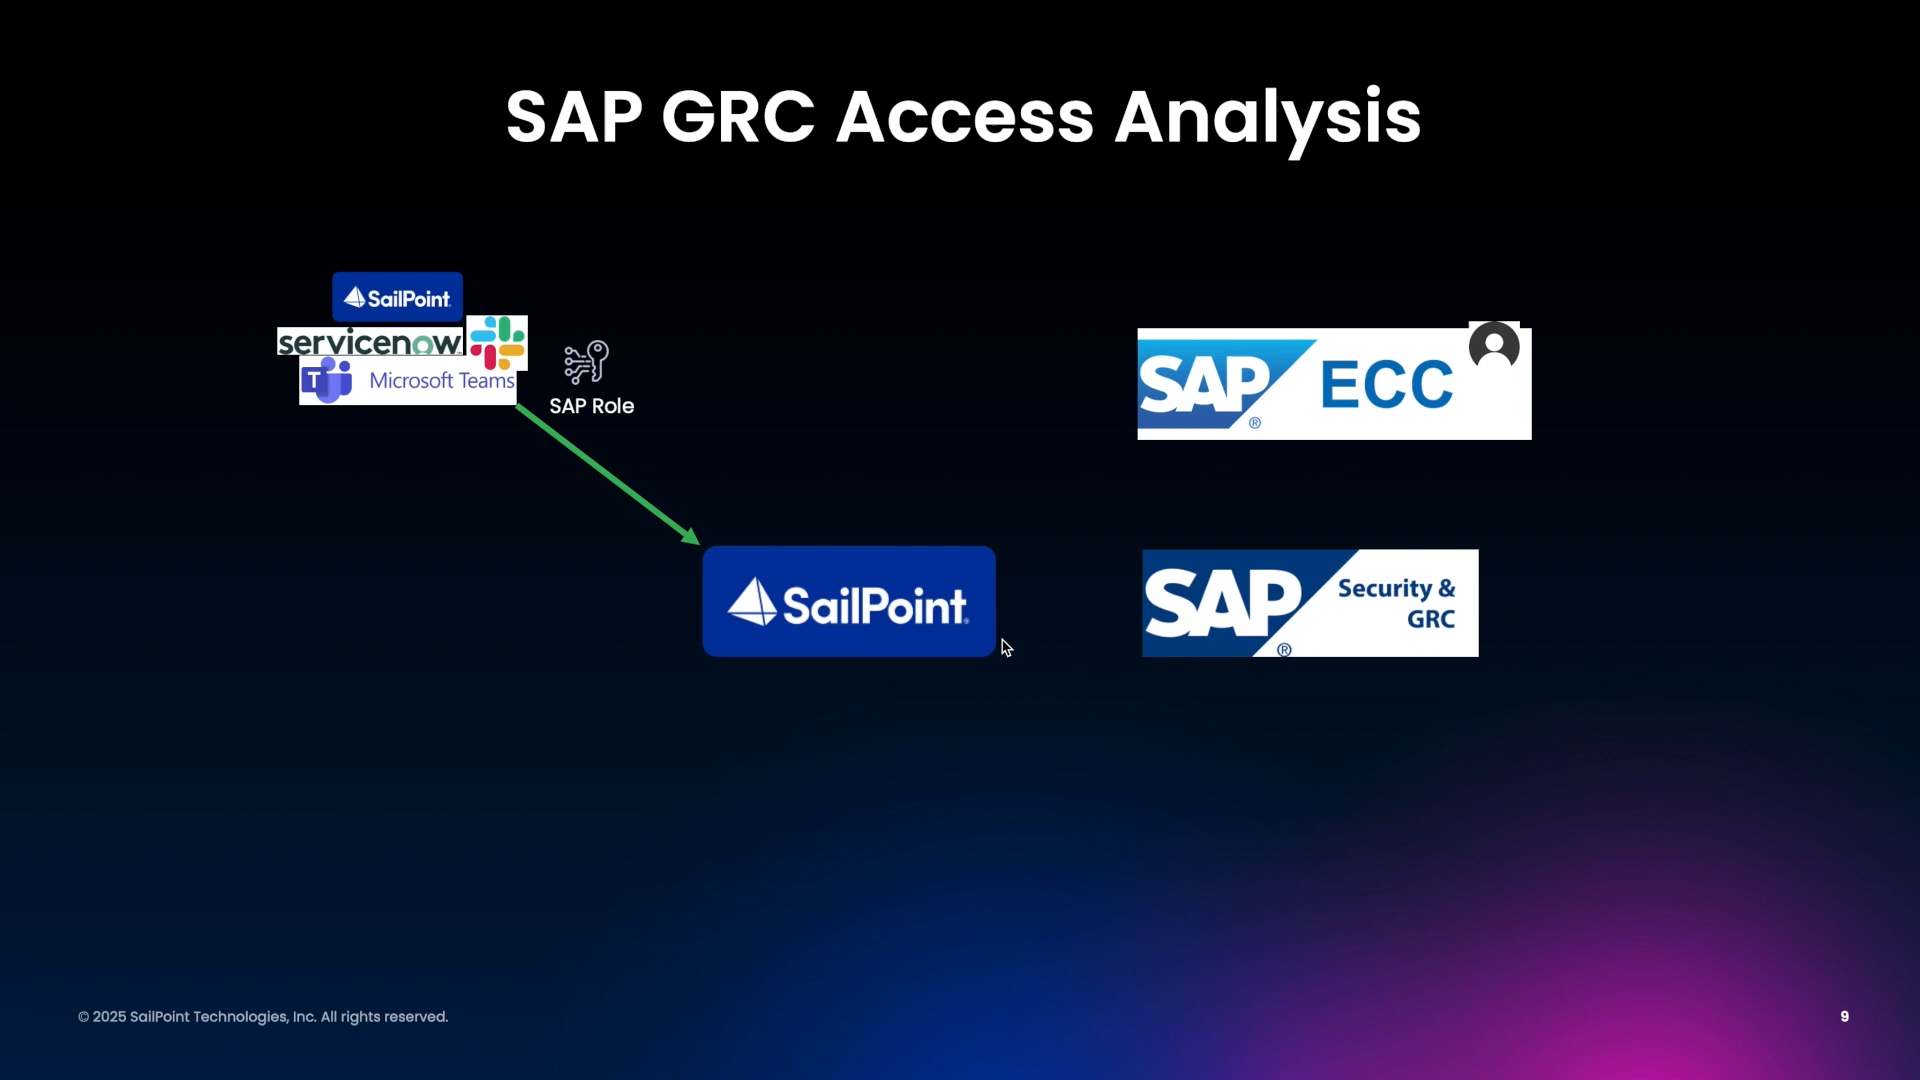 SAP GRC Access Analysis
SailPoint
servicenow
T Microsoft Teams
SAP Role
SAP ® ECC
SailPoint
SAP ® Security &
GRC
© 2025 SailPoint Technologies, Inc. All rights reserved.
9